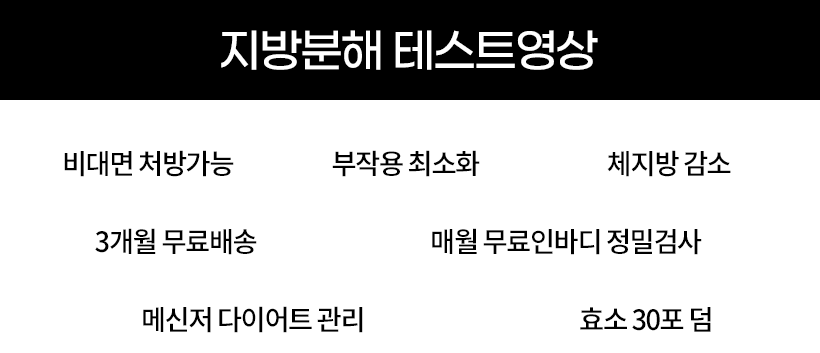 지방분해 테스트영상
비대면 처방가능 부작용 최소화 체지방 감소
3개월 무료배송 매월 무료인바디 정밀검사
메신저 다이어트 관리 효소 30포 덤